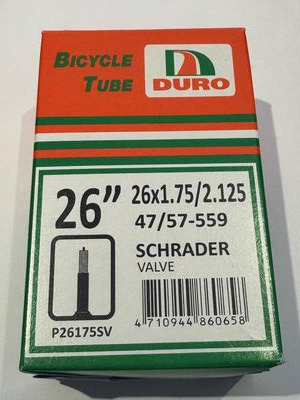 BICYCLE
TUBE
DURO
26”
26x1.75/2.125
47/57-559
SCHRADER
VALVE
P26175SV
4 710944 860658